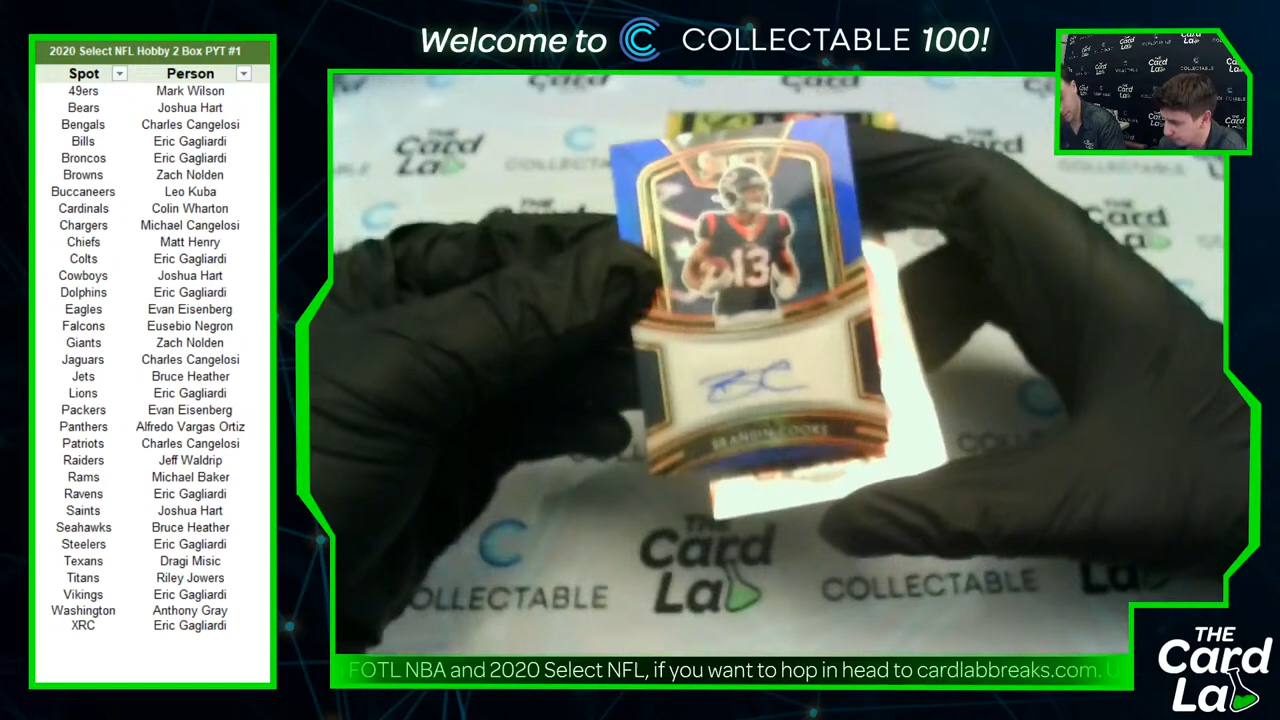 Welcome to COLLECTABLE 100!
2020 Select NFL Hobby 2 Box PYT #1
Spot Person
49ers Mark Wilson
Bears Joshua Hart
Bengals Charles Cangelosi
Bills Eric Gagliardi
Broncos Eric Gagliardi
Browns Zach Nolden
Buccaneers Leo Kuba
Cardinals Colin Wharton
Chargers Michael Cangelosi
Chiefs Matt Henry
Colts Eric Gagliardi
Cowboys Joshua Hart
Dolphins Eric Gagliardi
Eagles Evan Eisenberg
Falcons Eusebio Negron
Giants Zach Nolden
Jaguars Charles Cangelosi
Jets Bruce Heather
Lions Eric Gagliardi
Packers Evan Eisenberg
Panthers Alfredo Vargas Ortiz
Patriots Charles Cangelosi
Raiders Jeff Waldrip
Rams Michael Baker
Ravens Eric Gagliardi
Saints Joshua Hart
Seahawks Bruce Heather
Steelers Eric Gagliardi
Texans Dragi Misic
Titans Riley Jowers
Vikings Eric Gagliardi
Washington Anthony Gray
XRC Eric Gagliardi
THE
Card
La
13
BC
BRANDIN COOKS
THE
Card
La
COLLECTABLE
COLLECTABLE
FOTL NBA and 2020 Select NFL, if you want to hop in head to cardlabbreaks.com. U
THE
Card
La